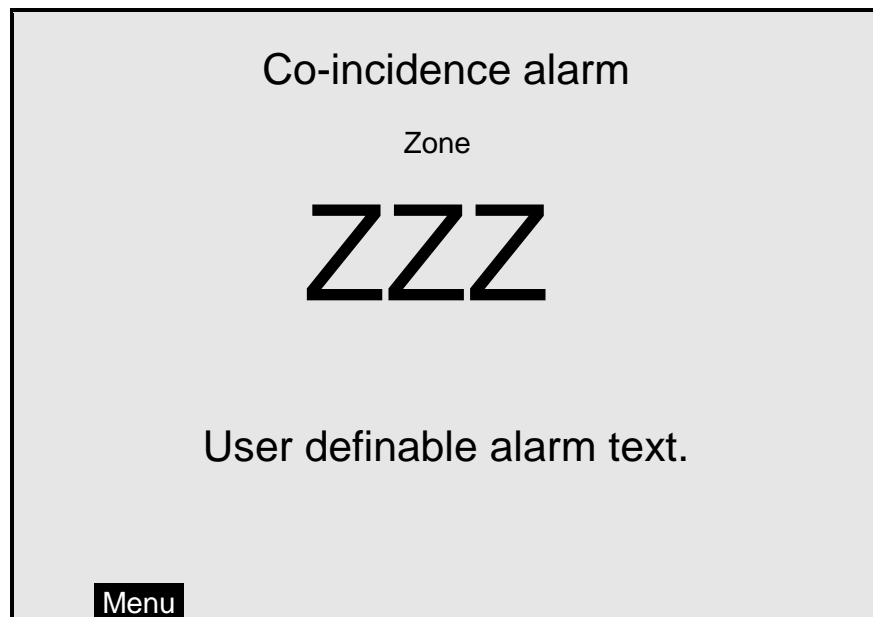 Co-incidence alarm
Zone
ZZZ
User definable alarm text.
Menu